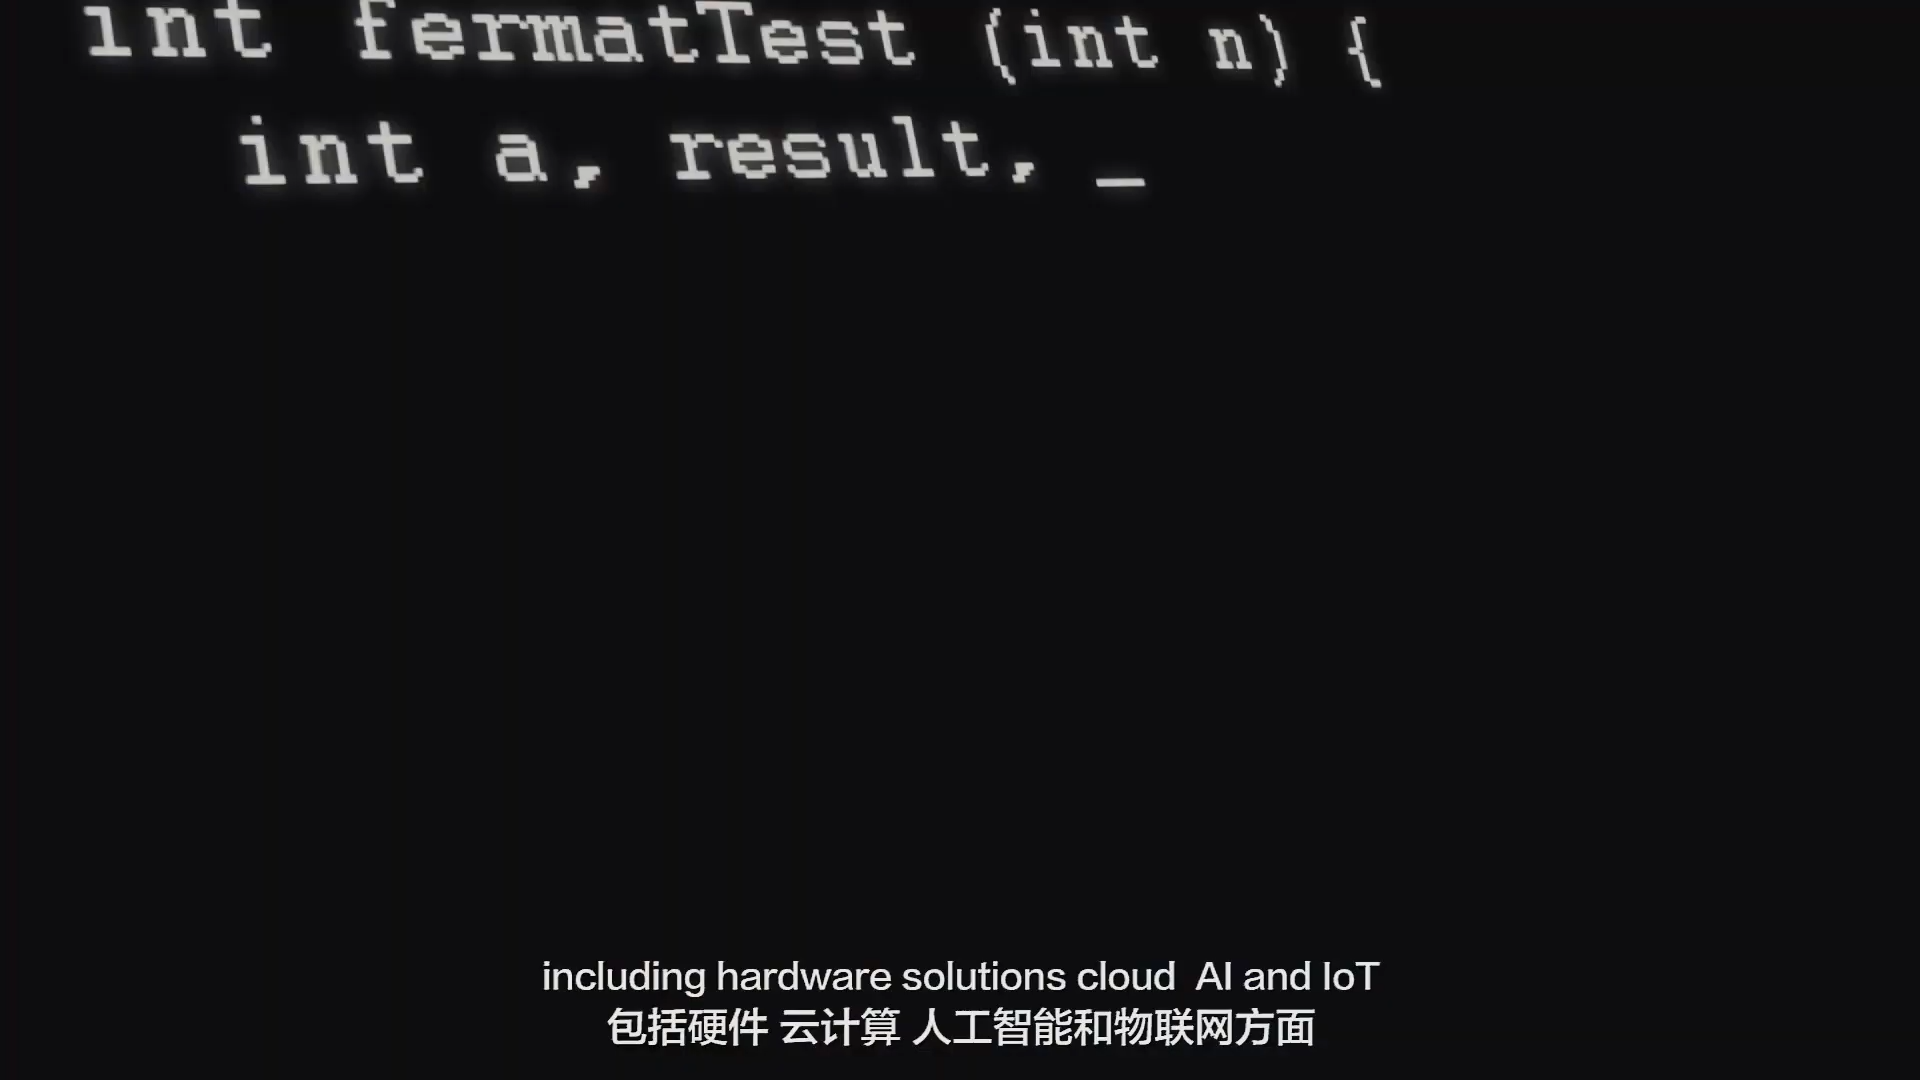 int fermatTest (int n) {
int a, result, _
including hardware solutions cloud  AI and IoT
包括硬件 云计算 人工智能和物联网方面